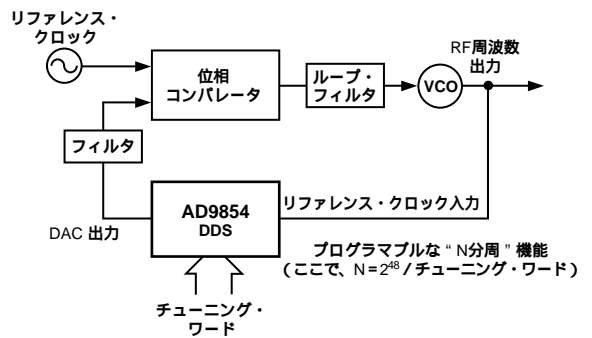 リファレンス・
クロック
位相
コンパレータ
ループ・
フィルタ
VCO
RF周波数
出力
フィルタ
AD9854
DDS
リファレンス・クロック入力
DAC 出力
プログラマブルな “ N分周 ” 機能
（ここで、N=2⁴⁸/チューニング・ワード）
チューニング・
ワード